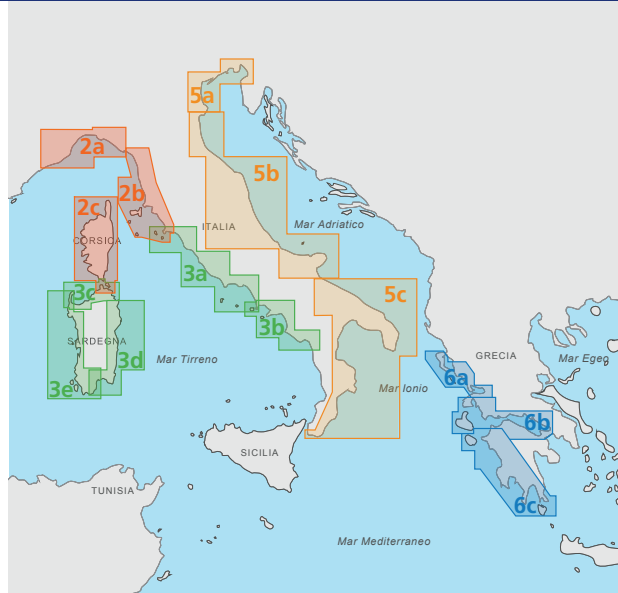 5a
2a
5b
2b
2c
ITALIA
Mar Adriatico
CORSICA
3a
3c
5c
3b
SARDEGNA
3d
Mar Tirreno
GRECIA
Mar Egeo
6a
3e
Mar Ionio
6b
SICILIA
TUNISIA
6c
Mar Mediterraneo